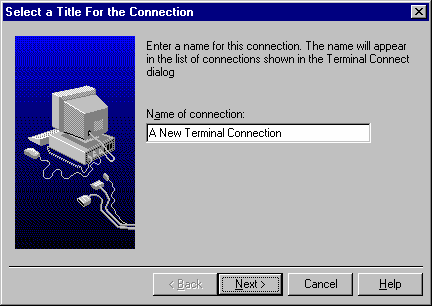 Select a Title For the Connection
Enter a name for this connection. The name will appear
in the list of connections shown in the Terminal Connect
dialog
Name of connection:
A New Terminal Connection
< Back
Next >
Cancel
Help